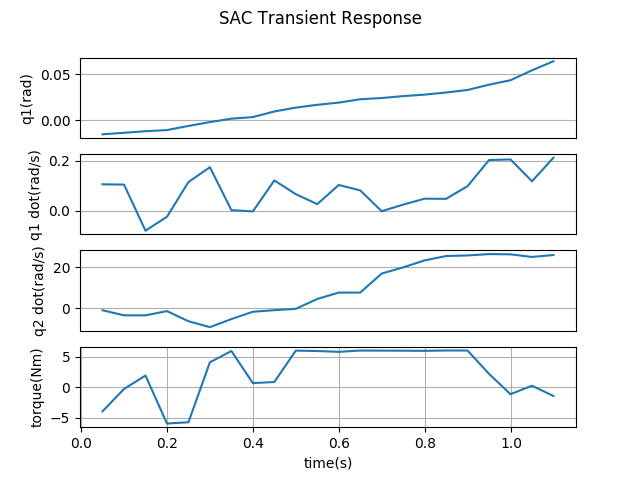 SAC Transient Response
q1(rad)
0.05
0.00
q1 dot(rad/s)
0.2
0.0
q2 dot(rad/s)
20
0
torque(Nm)
5
0
−5
0.0 0.2 0.4 0.6 0.8 1.0
time(s)